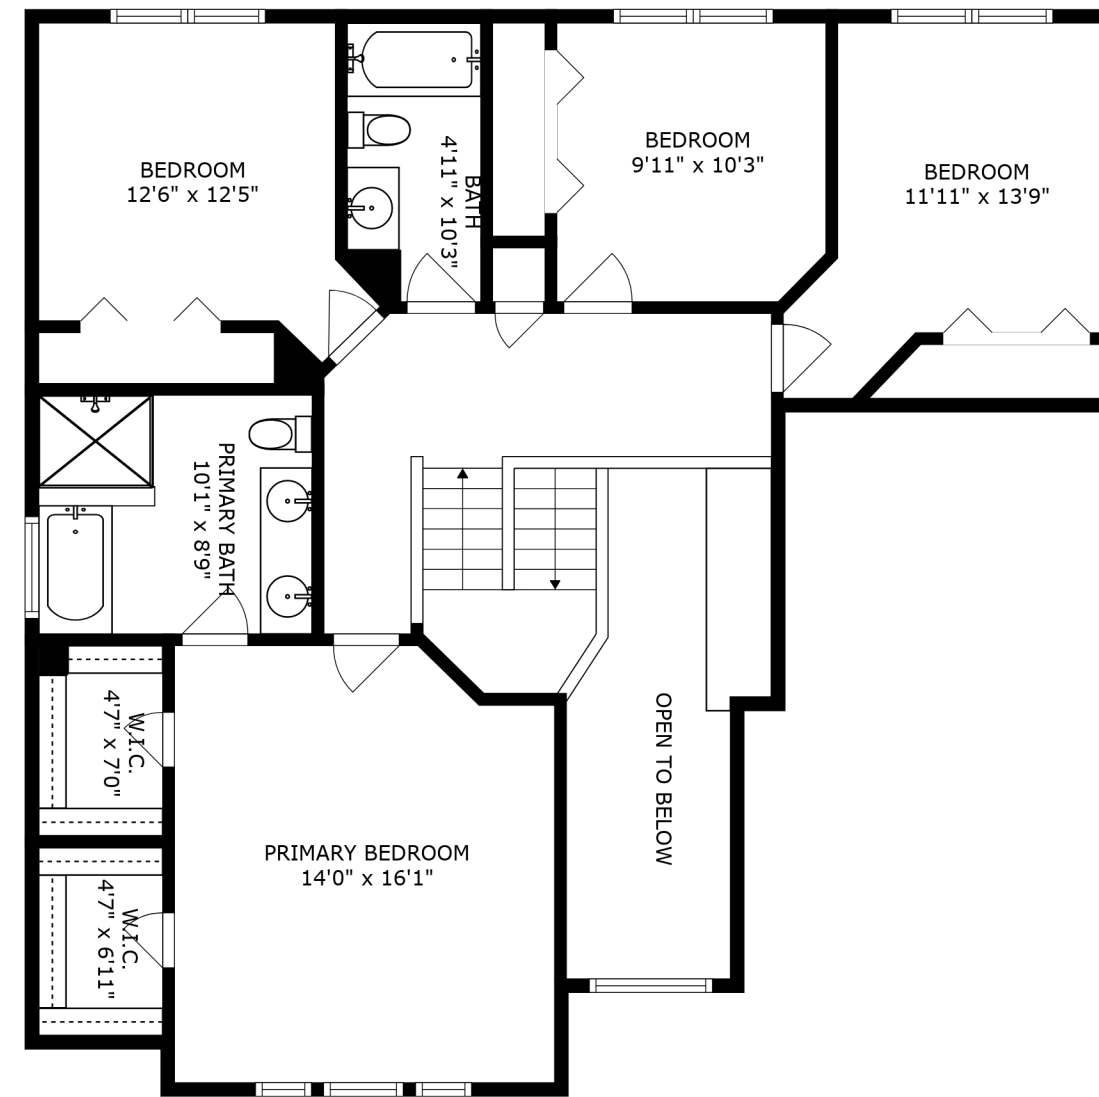 BEDROOM
12'6" x 12'5"
BATH
4'11" x 10'3"
BEDROOM
9'11" x 10'3"
BEDROOM
11'11" x 13'9"
PRIMARY BATH
10'1" x 8'9"
W.I.C.
4'7" x 7'0"
W.I.C.
4'7" x 6'11"
PRIMARY BEDROOM
14'0" x 16'1"
OPEN TO BELOW